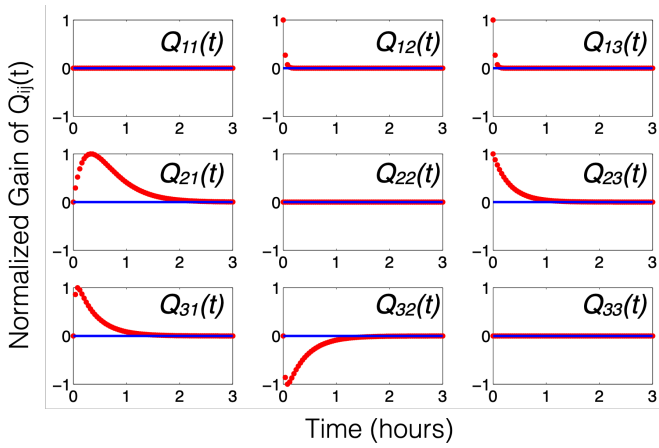 Normalized Gain of Qij(t)
1 Q11(t) 1 Q12(t) 1 Q13(t)
0 0 0
−1 −1 −1
0 1 2 3 0 1 2 3 0 1 2 3
1 Q21(t) 1 Q22(t) 1 Q23(t)
0 0 0
−1 −1 −1
0 1 2 3 0 1 2 3 0 1 2 3
1 Q31(t) 1 Q32(t) 1 Q33(t)
0 0 0
−1 −1 −1
0 1 2 3 0 1 2 3 0 1 2 3
Time (hours)